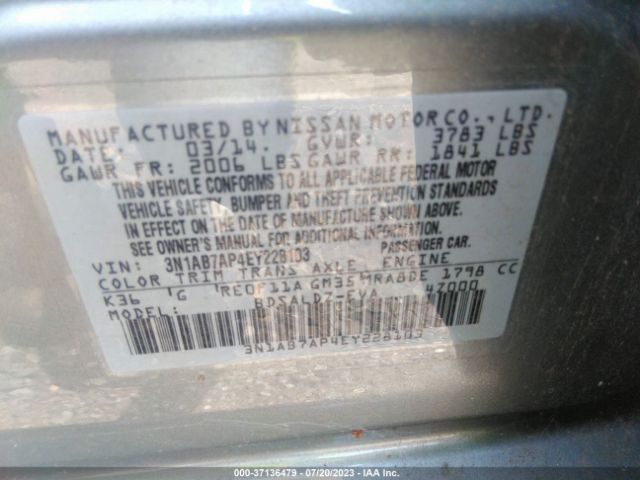 MANUFACTURED BY NISSAN MOTOR CO., LTD.
DATE: 03/14. GVWR: 3783 LBS
GAWR FR: 2006 LBS GAWR RR: 1841 LBS
THIS VEHICLE CONFORMS TO ALL APPLICABLE FEDERAL MOTOR
VEHICLE SAFETY, BUMPER AND THEFT PREVENTION STANDARDS
IN EFFECT ON THE DATE OF MANUFACTURE SHOWN ABOVE.
SEE OWNER'S MANUAL FOR ADDITIONAL INFORMATION
VIN: 3N1AB7AP4EY228103 PASSENGER CAR.
COLOR TRIM TRANS AXLE ENGINE
K36 G RE0F11A GM35 MRA8DE 1798 CC
MODEL: BDSALDZ-EVA 4Z000
3N1AB7AP4EY228103
000-37136479 — 07/20/2023 — IAA Inc.